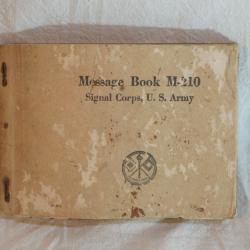 Message Book M-210
Signal Corps, U. S. Army